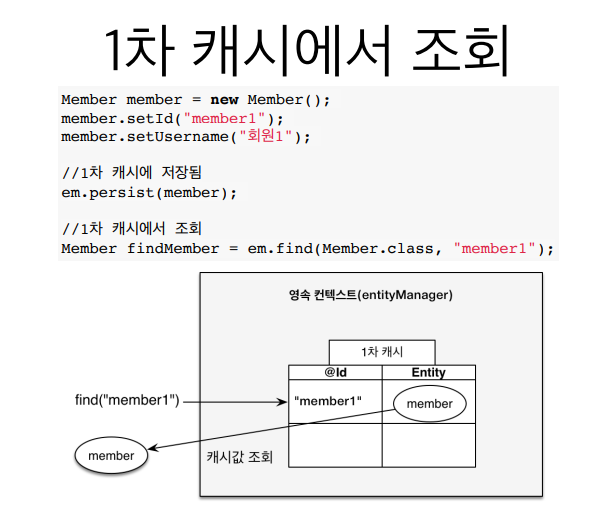 1차 캐시에서 조회
Member member = new Member();
member.setId("member1");
member.setUsername("회원1");
//1차 캐시에 저장됨
em.persist(member);
//1차 캐시에서 조회
Member findMember = em.find(Member.class, "member1");
영속 컨텍스트(entityManager)
1차 캐시
@Id Entity
find("member1") "member1" member
member 캐시값 조회